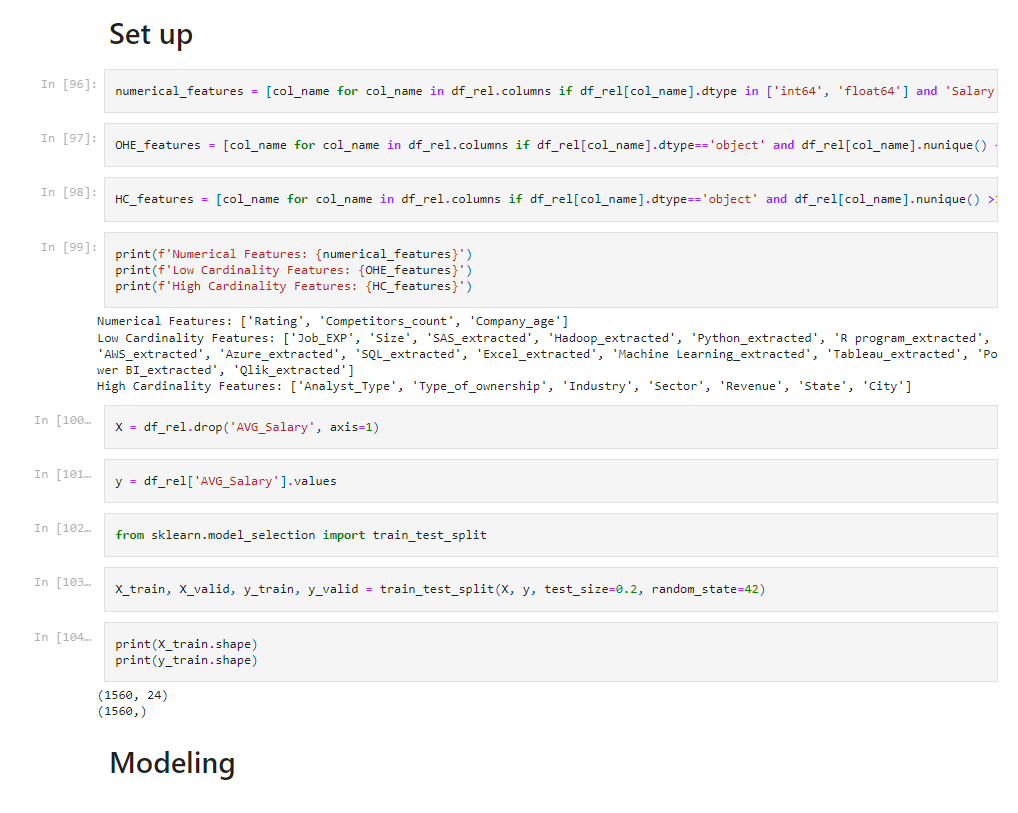 Set up
In [96]:
numerical_features = [col_name for col_name in df_rel.columns if df_rel[col_name].dtype in ['int64', 'float64'] and 'Salary
In [97]:
OHE_features = [col_name for col_name in df_rel.columns if df_rel[col_name].dtype=='object' and df_rel[col_name].nunique()
In [98]:
HC_features = [col_name for col_name in df_rel.columns if df_rel[col_name].dtype=='object' and df_rel[col_name].nunique() >
In [99]:
print(f'Numerical Features: {numerical_features}')
print(f'Low Cardinality Features: {OHE_features}')
print(f'High Cardinality Features: {HC_features}')
Numerical Features: ['Rating', 'Competitors_count', 'Company_age']
Low Cardinality Features: ['Job_EXP', 'Size', 'SAS_extracted', 'Hadoop_extracted', 'Python_extracted', 'R program_extracted',
'AWS_extracted', 'Azure_extracted', 'SQL_extracted', 'Excel_extracted', 'Machine Learning_extracted', 'Tableau_extracted', 'Po
wer BI_extracted', 'Qlik_extracted']
High Cardinality Features: ['Analyst_Type', 'Type_of_ownership', 'Industry', 'Sector', 'Revenue', 'State', 'City']
In [100…
X = df_rel.drop('AVG_Salary', axis=1)
In [101…
y = df_rel['AVG_Salary'].values
In [102…
from sklearn.model_selection import train_test_split
In [103…
X_train, X_valid, y_train, y_valid = train_test_split(X, y, test_size=0.2, random_state=42)
In [104…
print(X_train.shape)
print(y_train.shape)
(1560, 24)
(1560,)
Modeling